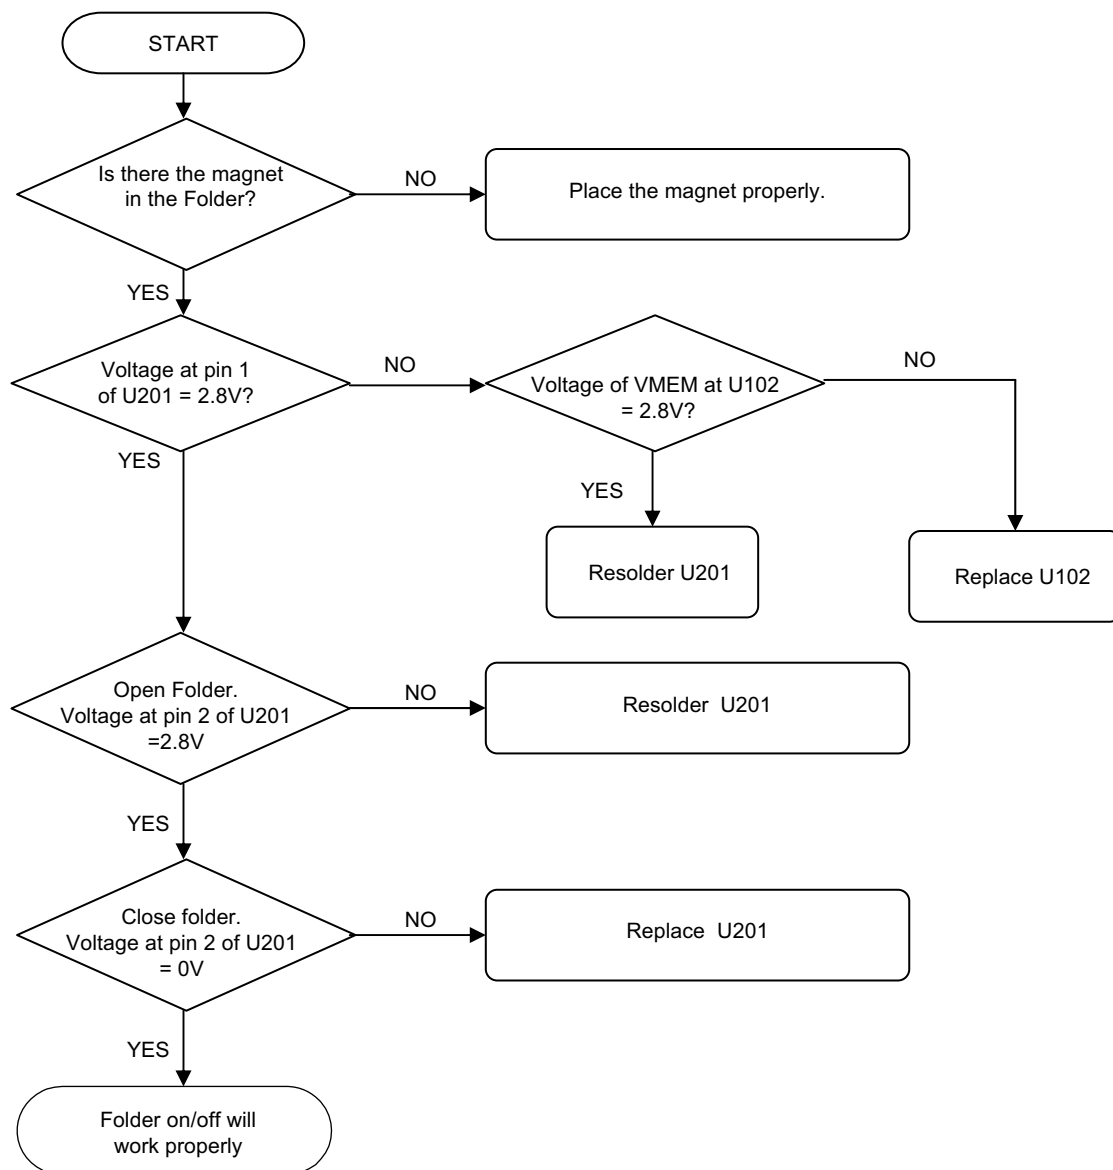 START
Is there the magnet
in the Folder?
NO
Place the magnet properly.
YES
Voltage at pin 1
of U201 = 2.8V?
NO
Voltage of VMEM at U102
= 2.8V?
NO
YES
YES
Resolder U201
Replace U102
Open Folder.
Voltage at pin 2 of U201
=2.8V
NO
Resolder  U201
YES
Close folder.
Voltage at pin 2 of U201
= 0V
NO
Replace  U201
YES
Folder on/off will
work properly